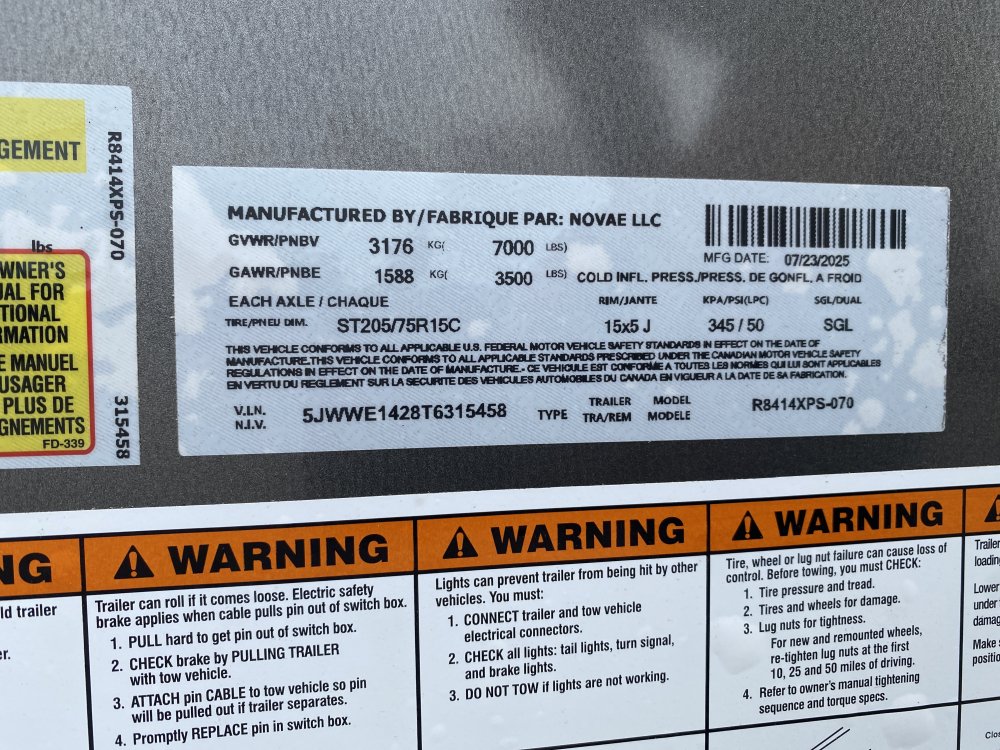 GEMENT
lbs
WNER'S
UAL FOR
TIONAL
RMATION
E MANUEL
USAGER
PLUS DE
GNEMENTS
FD-339
R8414XPS-070
315458
MANUFACTURED BY/FABRIQUE PAR: NOVAE LLC
GVWR/PNBV 3176 KG( 7000 LBS)
MFG DATE: 07/23/2025
GAWR/PNBE 1588 KG( 3500 LBS) COLD INFL. PRESS./PRESS. DE GONFL. A FROID
EACH AXLE / CHAQUE RIM/JANTE KPA/PSI(LPC) SGL/DUAL
TIRE/PNEU DIM. ST205/75R15C 15x5 J 345 / 50 SGL
THIS VEHICLE CONFORMS TO ALL APPLICABLE U.S. FEDERAL MOTOR VEHICLE SAFETY STANDARDS IN EFFECT ON THE DATE OF
MANUFACTURE.THIS VEHICLE CONFORMS TO ALL APPLICABLE STANDARDS PRESCRIBED UNDER THE CANADIAN MOTOR VEHICLE SAFETY
REGULATIONS IN EFFECT ON THE DATE OF MANUFACTURE.- CE VEHICULE EST CONFORME A TOUTES LES NORMES QUI LUI SONT APPLICABLES
EN VERTU DU REGLEMENT SUR LA SECURITE DES VEHICULES AUTOMOBILES DU CANADA EN VIGUEUR A LA DATE DE SA FABRICATION.
V.I.N. 5JWWE1428T6315458 TYPE TRAILER MODEL R8414XPS-070
N.I.V. TRA/REM MODELE
NG
ld trailer
er.
WARNING
Trailer can roll if it comes loose. Electric safety
brake applies when cable pulls pin out of switch box.
1. PULL hard to get pin out of switch box.
2. CHECK brake by PULLING TRAILER
with tow vehicle.
3. ATTACH pin CABLE to tow vehicle so pin
will be pulled out if trailer separates.
4. Promptly REPLACE pin in switch box.
WARNING
Lights can prevent trailer from being hit by other
vehicles. You must:
1. CONNECT trailer and tow vehicle
electrical connectors.
2. CHECK all lights: tail lights, turn signal,
and brake lights.
3. DO NOT TOW if lights are not working.
WARNING
Tire, wheel or lug nut failure can cause loss of
control. Before towing, you must CHECK:
1. Tire pressure and tread.
2. Tires and wheels for damage.
3. Lug nuts for tightness.
For new and remounted wheels,
re-tighten lug nuts at the first
10, 25 and 50 miles of driving.
4. Refer to owner's manual tightening
sequence and torque specs.
Trailer
loading
Lower
under
damag
Make s
positio
Clos